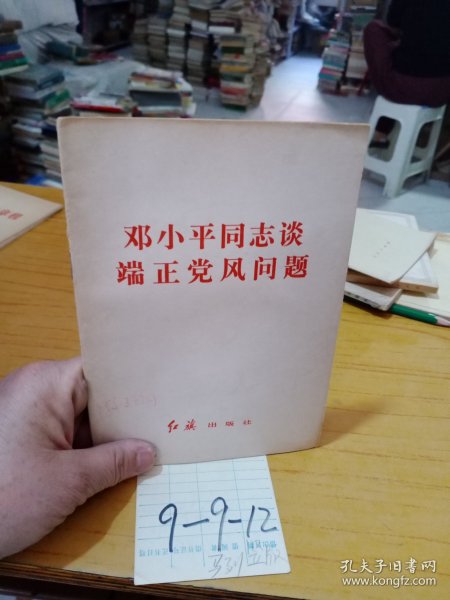 邓小平同志谈
端正党风问题
红旗 出版社
9-9-12
孔夫子旧书网
www.kongfz.com